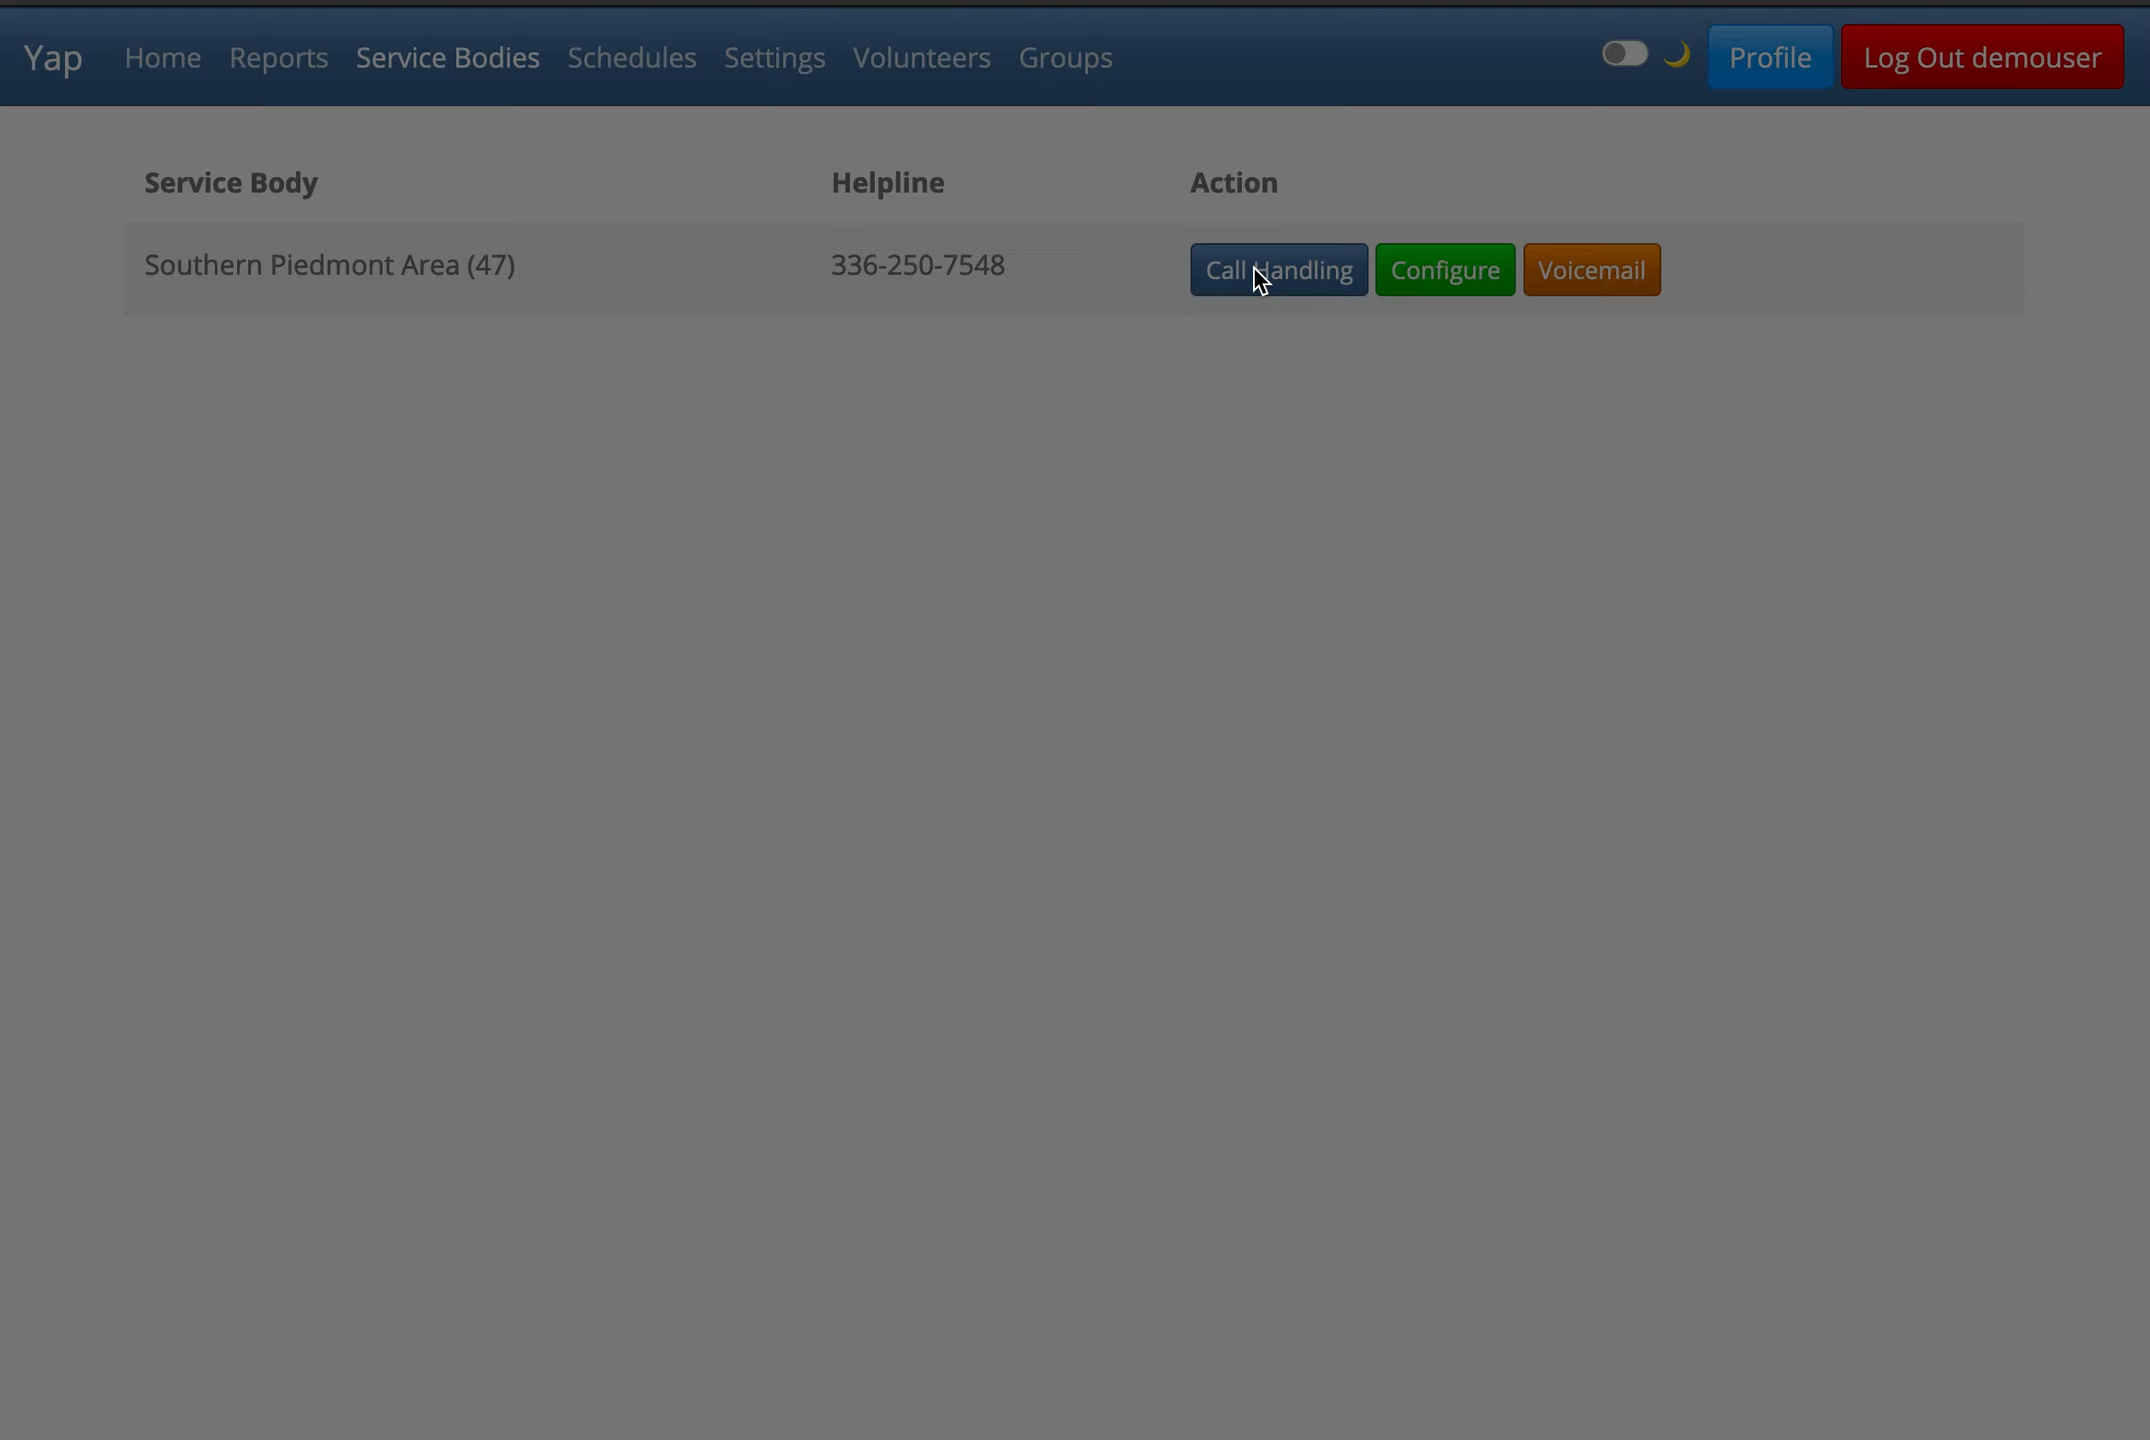 Yap Home Reports Service Bodies Schedules Settings Volunteers Groups Profile Log Out demouser
Service Body Helpline Action
Southern Piedmont Area (47) 336-250-7548 Call Handling Configure Voicemail